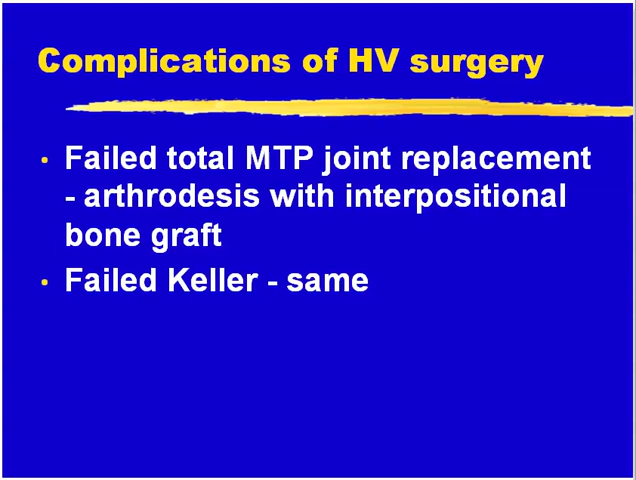 Complications of HV surgery
• Failed total MTP joint replacement
- arthrodesis with interpositional
bone graft
• Failed Keller - same